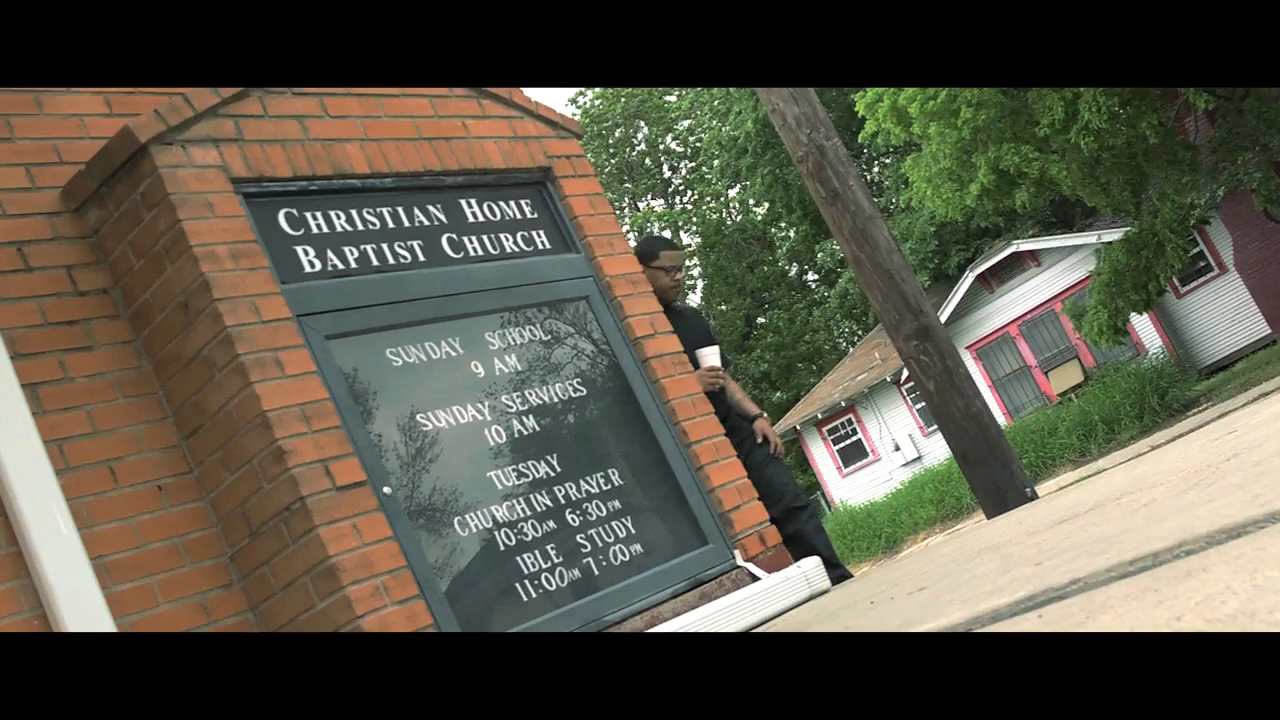 CHRISTIAN HOME
BAPTIST CHURCH
SUNDAY SCHOOL
9 AM
SUNDAY SERVICES
10 AM
TUESDAY
CHURCH IN PRAYER
10:30AM 6:30PM
IBLE STUDY
11:00AM 7:00PM